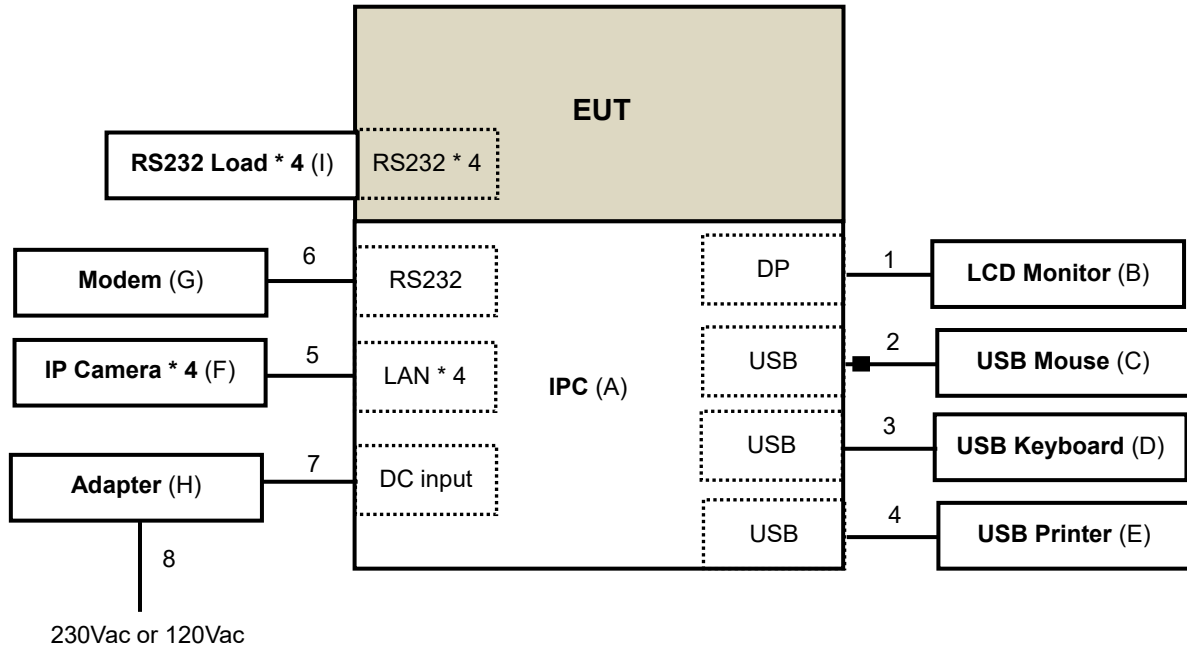 EUT
RS232 Load * 4 (I)
RS232 * 4
6
Modem (G)
RS232
DP
1
LCD Monitor (B)
5
IP Camera * 4 (F)
LAN * 4
IPC (A)
USB
2
USB Mouse (C)
USB
3
USB Keyboard (D)
7
Adapter (H)
DC input
USB
4
USB Printer (E)
8
230Vac or 120Vac